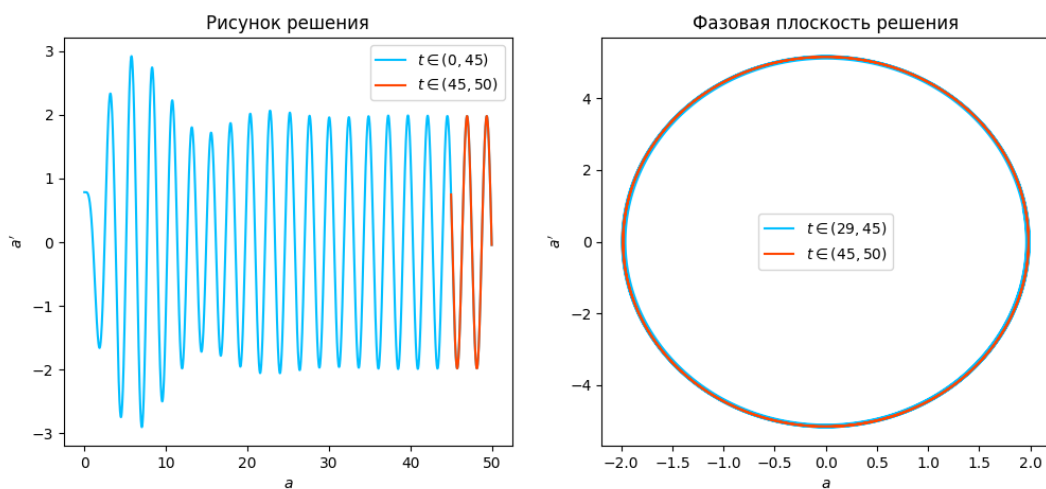 Рисунок решения
3
2
1
0
−1
−2
−3
a′
0
10
20
30
40
50
a
t ∈ (0, 45)
t ∈ (45, 50)
Фазовая плоскость решения
4
2
0
−2
−4
a′
−2.0
−1.5
−1.0
−0.5
0.0
0.5
1.0
1.5
2.0
a
t ∈ (29, 45)
t ∈ (45, 50)